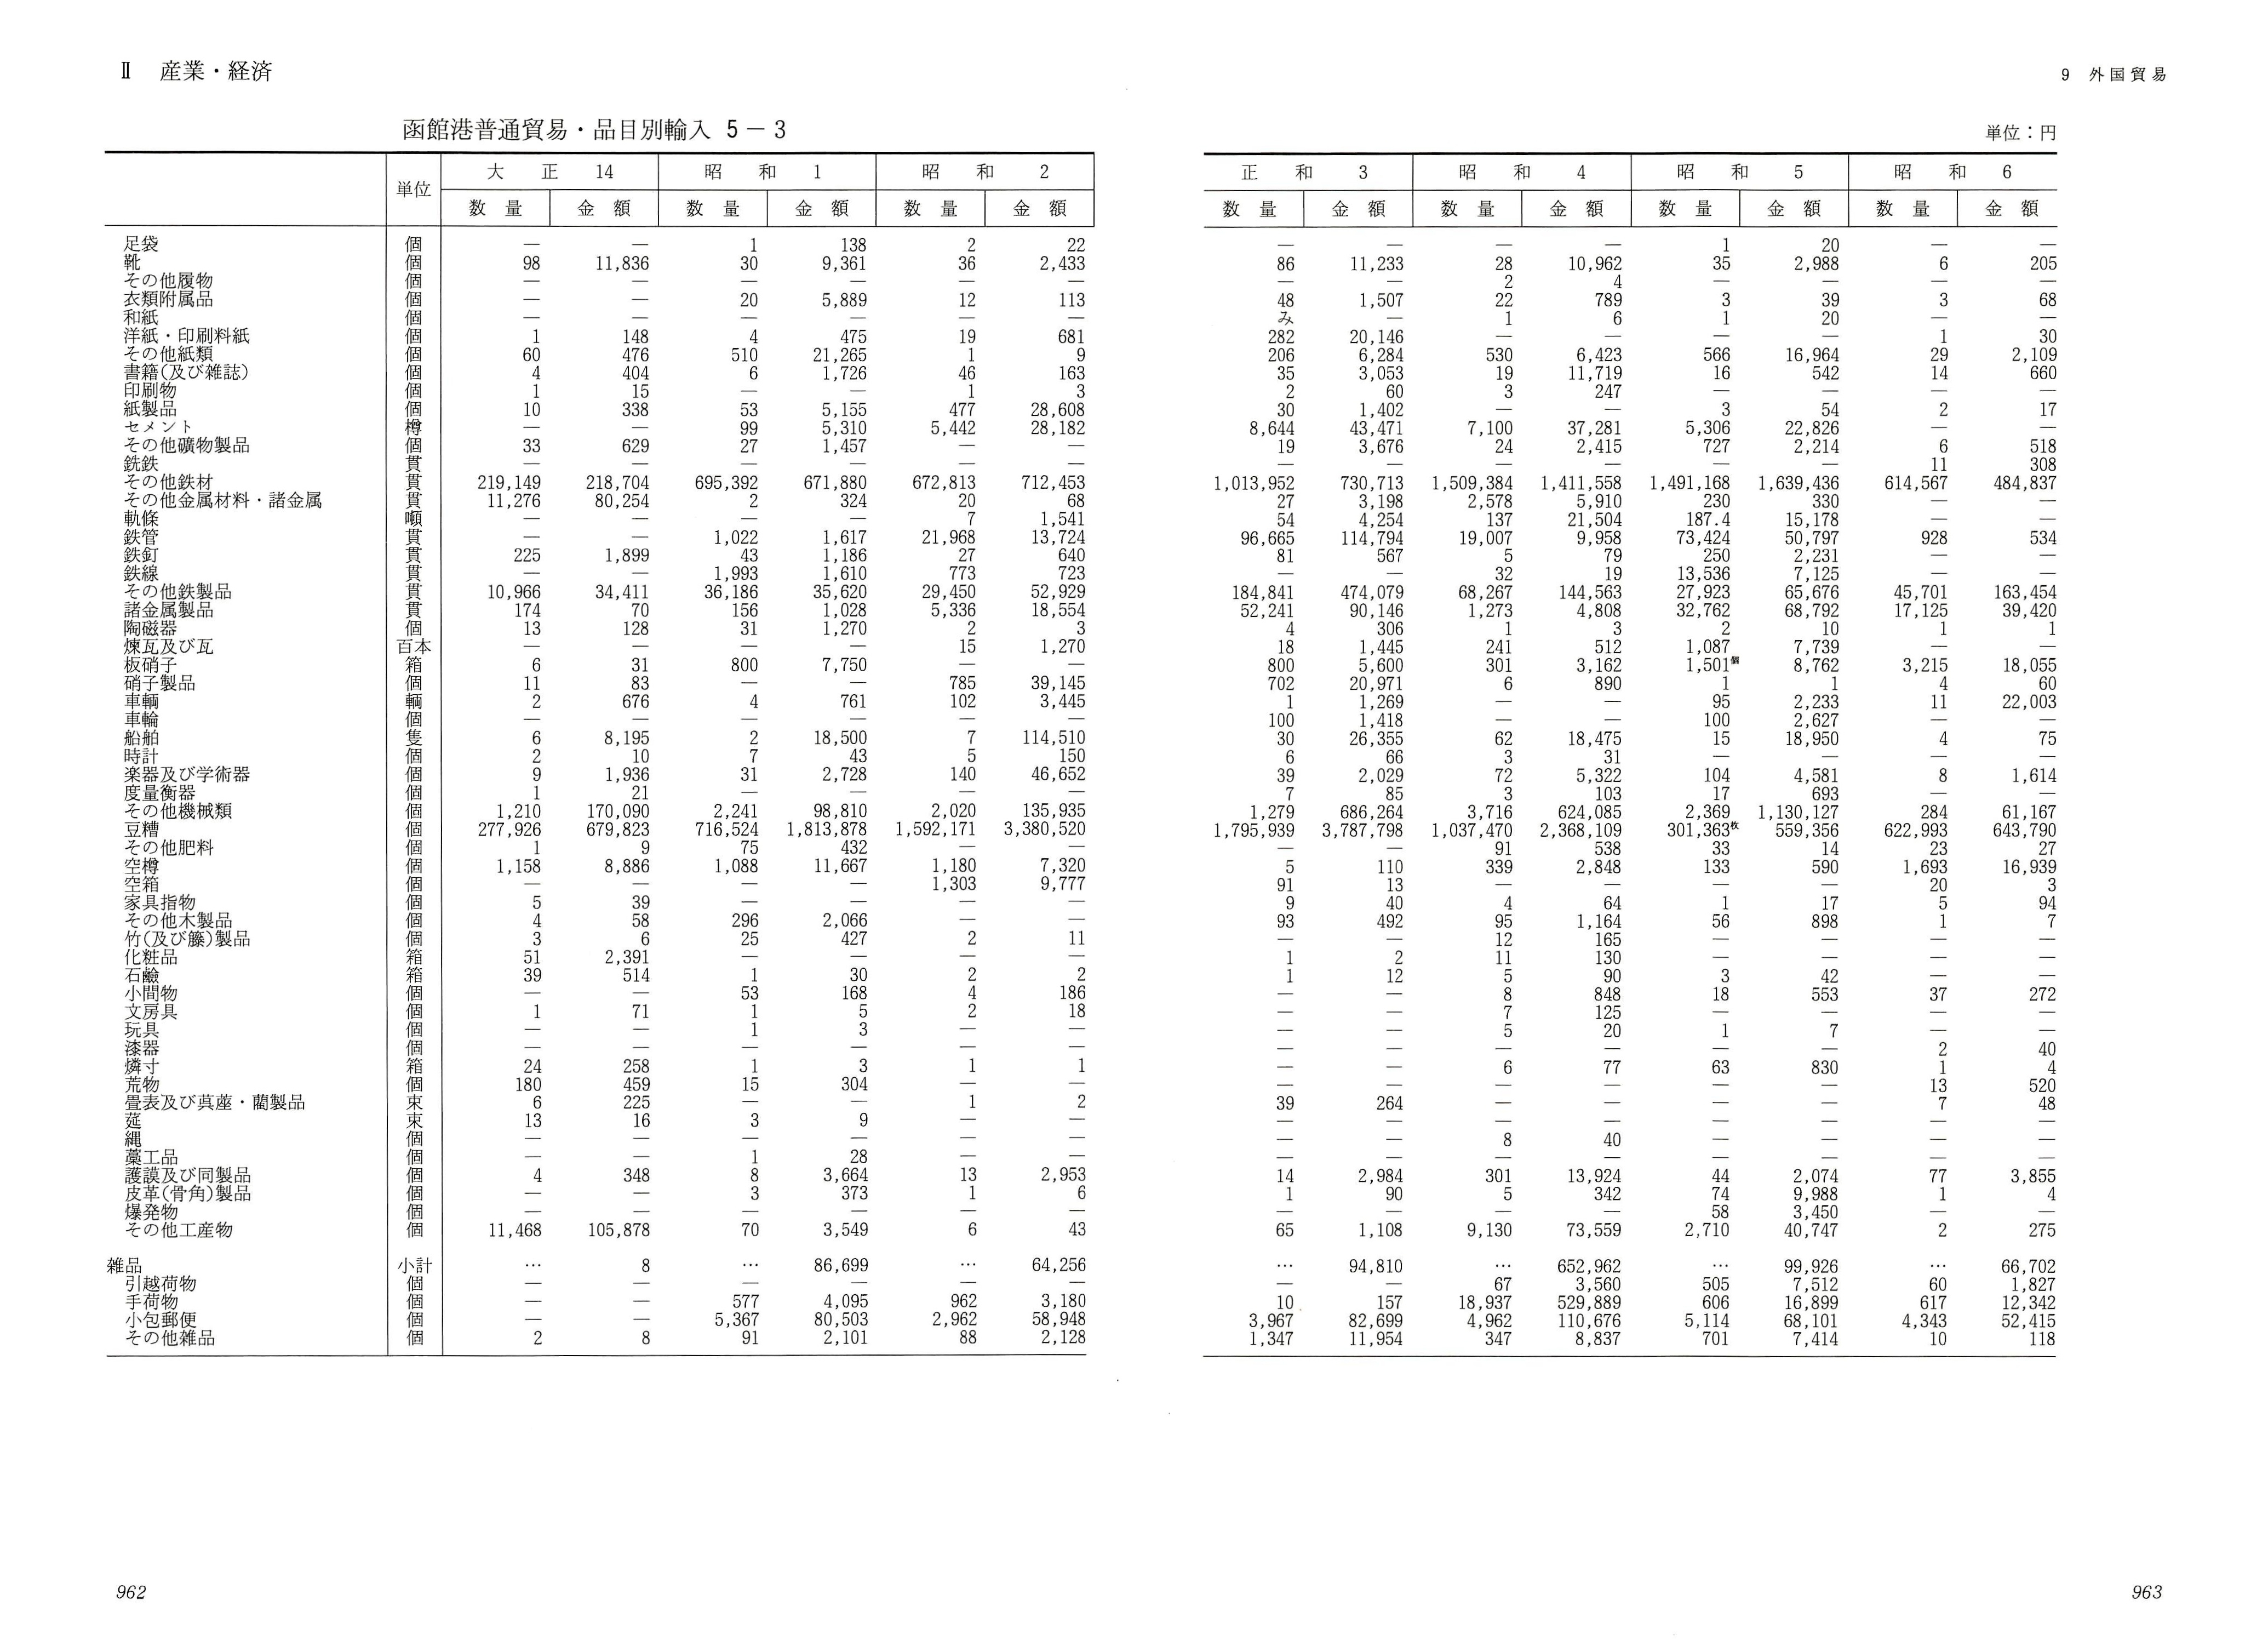 Ⅱ 産業・経済
9 外国貿易
函館港普通貿易・品目別輸入 5－3
単位：円
単位 大正14 昭和1 昭和2 正和3 昭和4 昭和5 昭和6
数量 金額 数量 金額 数量 金額 数量 金額 数量 金額 数量 金額 数量 金額
足袋 個 — — 1 138 2 22 — — — — 1 20 — —
靴 個 98 11,836 30 9,361 36 2,433 86 11,233 28 10,962 35 2,988 6 205
その他履物 個 — — — — — — — — 2 4 — — — —
衣類附属品 個 — — 20 5,889 12 113 48 1,507 22 789 3 39 3 68
和紙 個 — — — — — — み — 1 6 1 20 — —
洋紙・印刷料紙 個 1 148 4 475 19 681 282 20,146 — — — — 1 30
その他紙類 個 60 476 510 21,265 1 9 206 6,284 530 6,423 566 16,964 29 2,109
書籍(及び雑誌) 個 4 404 6 1,726 46 163 35 3,053 19 11,719 16 542 14 660
印刷物 個 1 15 — — 1 3 2 60 3 247 — — — —
紙製品 個 10 338 53 5,155 477 28,608 30 1,402 — — 3 54 2 17
セメント 樽 — — 99 5,310 5,442 28,182 8,644 43,471 7,100 37,281 5,306 22,826 — —
その他礦物製品 個 33 629 27 1,457 — — 19 3,676 24 2,415 727 2,214 6 518
銑鉄 貫 — — — — — — — — — — — — 11 308
その他鉄材 貫 219,149 218,704 695,392 671,880 672,813 712,453 1,013,952 730,713 1,509,384 1,411,558 1,491,168 1,639,436 614,567 484,837
その他金属材料・諸金属 貫 11,276 80,254 2 324 20 68 27 3,198 2,578 5,910 230 330 — —
軌條 噸 — — — — 7 1,541 54 4,254 137 21,504 187.4 15,178 — —
鉄管 貫 — — 1,022 1,617 21,968 13,724 96,665 114,794 19,007 9,958 73,424 50,797 928 534
鉄釘 貫 225 1,899 43 1,186 27 640 81 567 5 79 250 2,231 — —
鉄線 貫 — — 1,993 1,610 773 723 — — 32 19 13,536 7,125 — —
その他鉄製品 貫 10,966 34,411 36,186 35,620 29,450 52,929 184,841 474,079 68,267 144,563 27,923 65,676 45,701 163,454
諸金属製品 貫 174 70 156 1,028 5,336 18,554 52,241 90,146 1,273 4,808 32,762 68,792 17,125 39,420
陶磁器 個 13 128 31 1,270 2 3 4 306 1 3 2 10 1 1
煉瓦及び瓦 百本 — — — — 15 1,270 18 1,445 241 512 1,087 7,739 — —
板硝子 箱 6 31 800 7,750 — — 800 5,600 301 3,162 1,501個 8,762 3,215 18,055
硝子製品 個 11 83 — — 785 39,145 702 20,971 6 890 1 1 4 60
車輌 輌 2 676 4 761 102 3,445 1 1,269 — — 95 2,233 11 22,003
車輪 個 — — — — — — 100 1,418 — — 100 2,627 — —
船舶 隻 6 8,195 2 18,500 7 114,510 30 26,355 62 18,475 15 18,950 4 75
時計 個 2 10 7 43 5 150 6 66 3 31 — — — —
楽器及び学術器 個 9 1,936 31 2,728 140 46,652 39 2,029 72 5,322 104 4,581 8 1,614
度量衡器 個 1 21 — — — — 7 85 3 103 17 693 — —
その他機械類 個 1,210 170,090 2,241 98,810 2,020 135,935 1,279 686,264 3,716 624,085 2,369 1,130,127 284 61,167
豆糟 個 277,926 679,823 716,524 1,813,878 1,592,171 3,380,520 1,795,939 3,787,798 1,037,470 2,368,109 301,363枚 559,356 622,993 643,790
その他肥料 個 1 9 75 432 — — — — 91 538 33 14 23 27
空樽 個 1,158 8,886 1,088 11,667 1,180 7,320 5 110 339 2,848 133 590 1,693 16,939
空箱 個 — — — — 1,303 9,777 91 13 — — — — 20 3
家具指物 個 5 39 — — — — 9 40 4 64 1 17 5 94
その他木製品 個 4 58 296 2,066 — — 93 492 95 1,164 56 898 1 7
竹(及び籐)製品 個 3 6 25 427 2 11 — — 12 165 — — — —
化粧品 箱 51 2,391 — — — — 1 2 11 130 — — — —
石鹼 箱 39 514 1 30 2 2 1 12 5 90 3 42 — —
小間物 個 — — 53 168 4 186 — — 8 848 18 553 37 272
文房具 個 1 71 1 5 2 18 — — 7 125 — — — —
玩具 個 — — 1 3 — — — — 5 20 1 7 — —
漆器 個 — — — — — — — — — — — — 2 40
燐寸 箱 24 258 1 3 1 1 — — 6 77 63 830 1 4
荒物 個 180 459 15 304 — — — — — — — — 13 520
畳表及び茣蓙・藺製品 束 6 225 — — 1 2 39 264 — — — — 7 48
莚 束 13 16 3 9 — — — — — — — — — —
縄 個 — — — — — — — — 8 40 — — — —
藁工品 個 — — 1 28 — — — — — — — — — —
護謨及び同製品 個 4 348 8 3,664 13 2,953 14 2,984 301 13,924 44 2,074 77 3,855
皮革(骨角)製品 個 — — 3 373 1 6 1 90 5 342 74 9,988 1 4
爆発物 個 — — — — — — — — — — 58 3,450 — —
その他工産物 個 11,468 105,878 70 3,549 6 43 65 1,108 9,130 73,559 2,710 40,747 2 275
雑品 小計 … 8 … 86,699 … 64,256 … 94,810 … 652,962 … 99,926 … 66,702
引越荷物 個 — — — — — — — — 67 3,560 505 7,512 60 1,827
手荷物 個 — — 577 4,095 962 3,180 10 157 18,937 529,889 606 16,899 617 12,342
小包郵便 個 — — 5,367 80,503 2,962 58,948 3,967 82,699 4,962 110,676 5,114 68,101 4,343 52,415
その他雑品 個 2 8 91 2,101 88 2,128 1,347 11,954 347 8,837 701 7,414 10 118
962
963